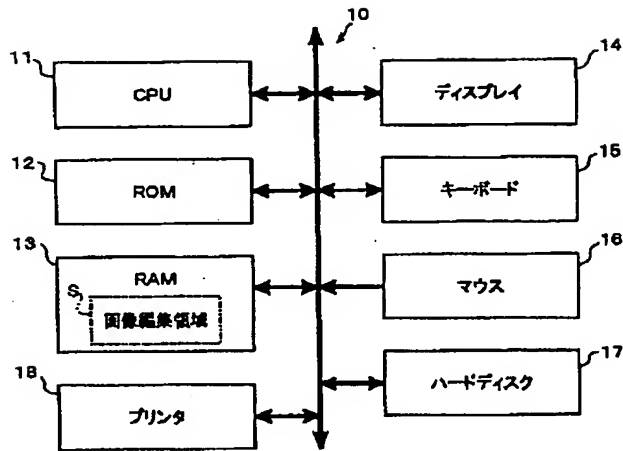 10
11
CPU
14
ディスプレイ
12
ROM
15
キーボード
13
RAM
S
画像編集領域
16
マウス
18
プリンタ
17
ハードディスク